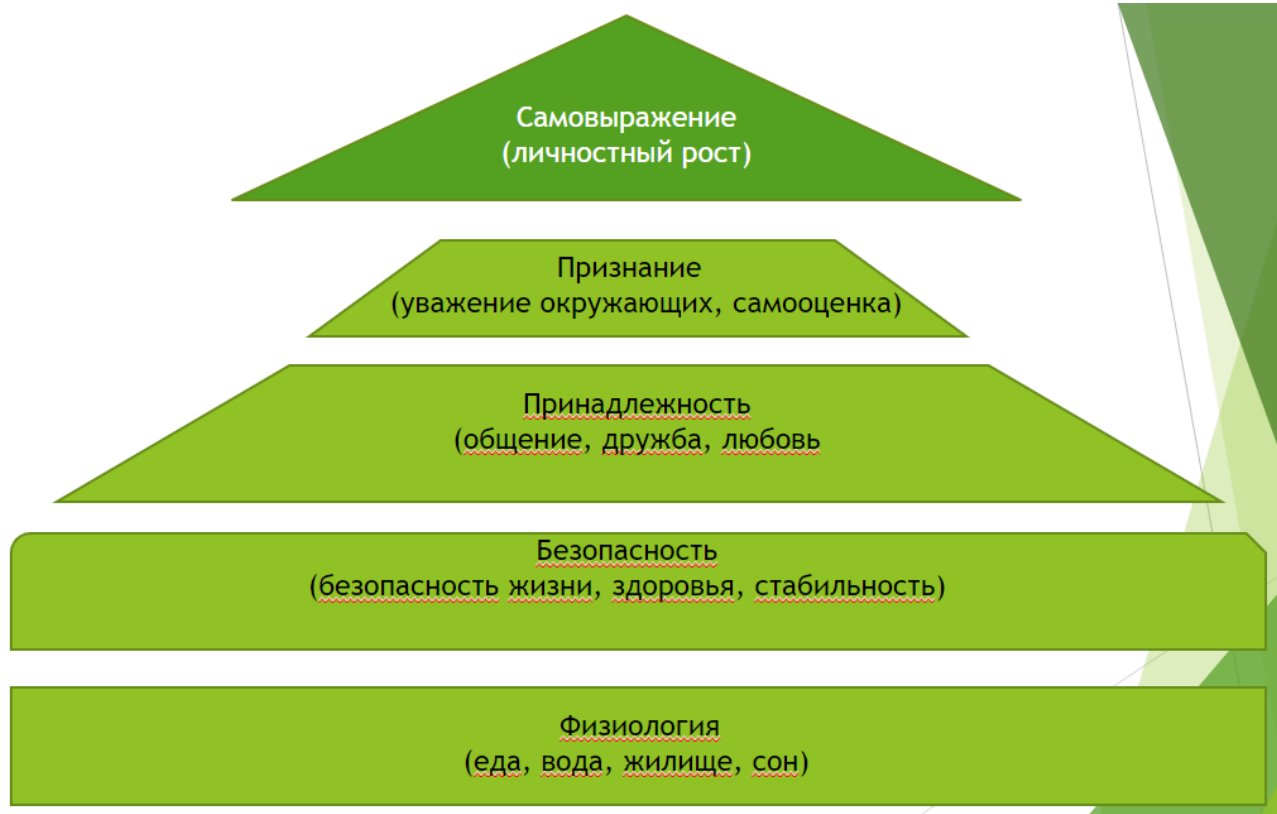 Самовыражение
(личностный рост)
Признание
(уважение окружающих, самооценка)
Принадлежность
(общение, дружба, любовь
Безопасность
(безопасность жизни, здоровья, стабильность)
Физиология
(еда, вода, жилище, сон)